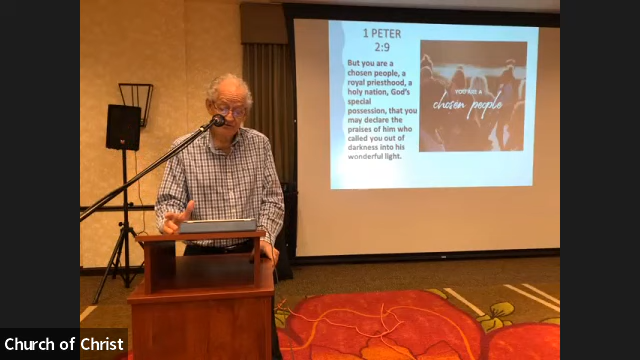 1 PETER
2:9
But you are a
chosen people, a
royal priesthood, a
holy nation, God's
special
possession, that you
may declare the
praises of him who
called you out of
darkness into his
wonderful light.
YOU ARE A
chosen people
Church of Christ